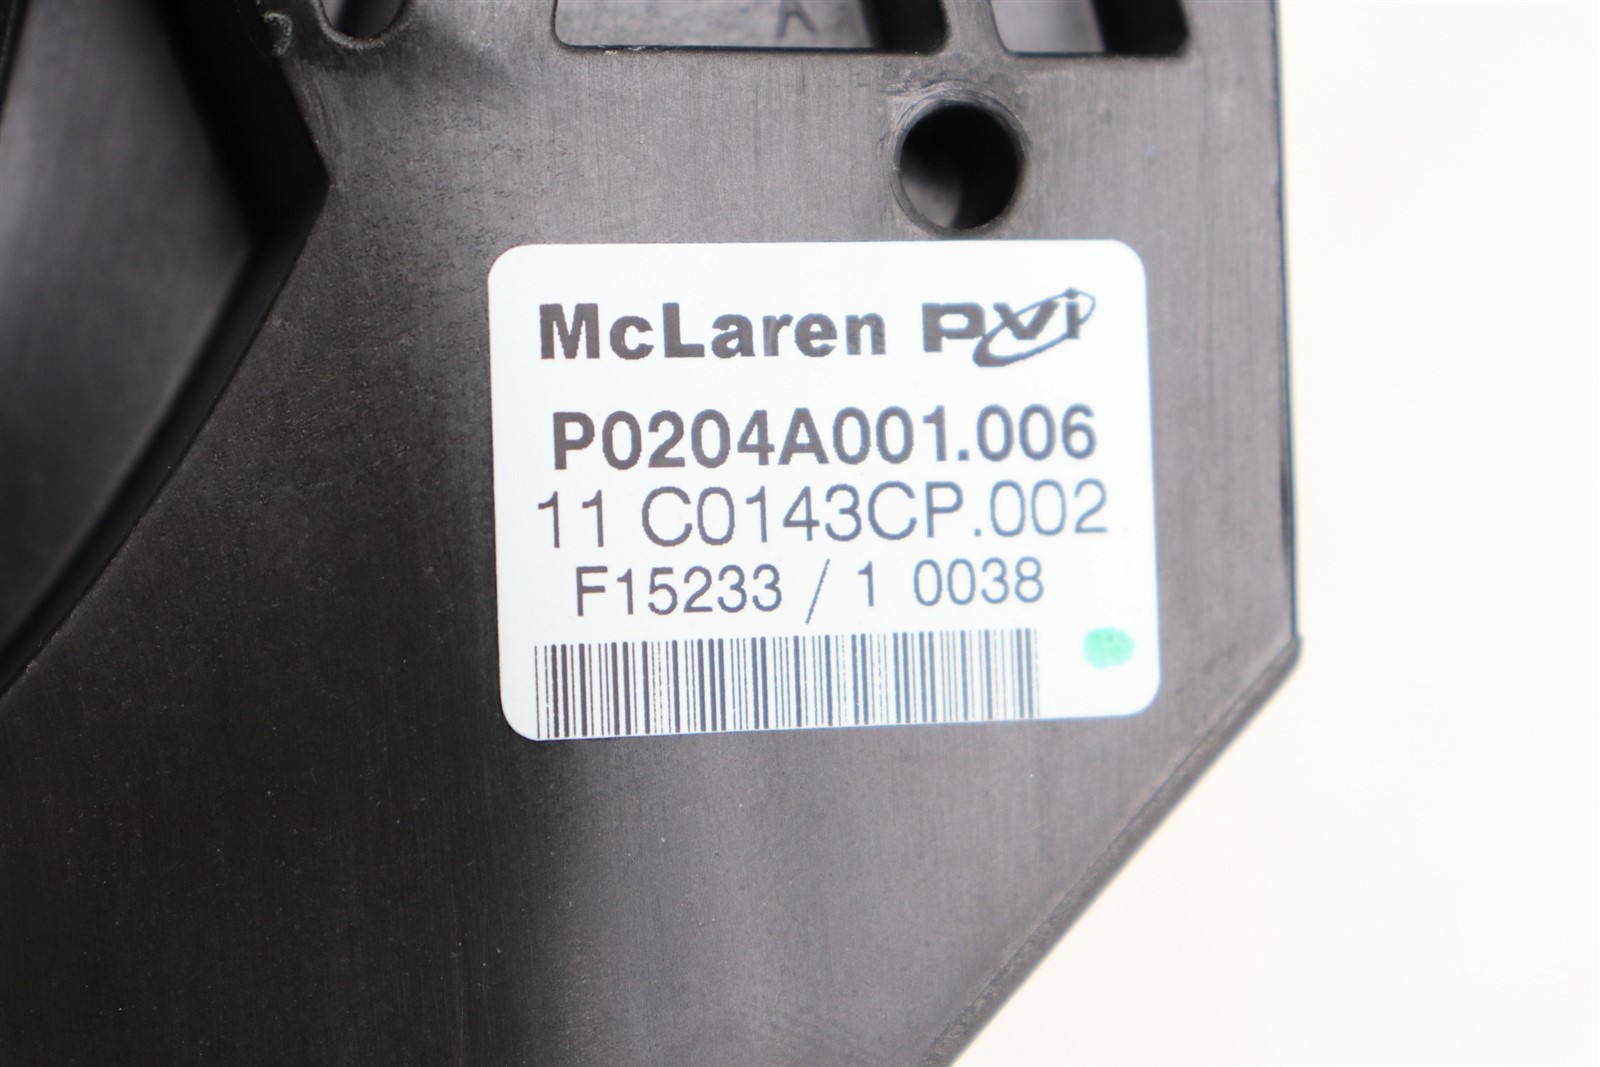 McLaren pvi
P0204A001.006
11 C0143CP.002
F15233 / 1 0038